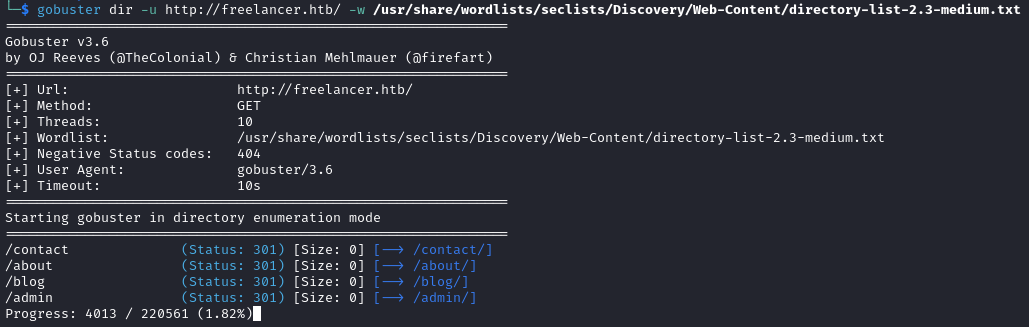 └─$ gobuster dir -u http://freelancer.htb/ -w /usr/share/wordlists/seclists/Discovery/Web-Content/directory-list-2.3-medium.txt
===============================================================
Gobuster v3.6
by OJ Reeves (@TheColonial) & Christian Mehlmauer (@firefart)
===============================================================
[+] Url:                     http://freelancer.htb/
[+] Method:                  GET
[+] Threads:                 10
[+] Wordlist:                /usr/share/wordlists/seclists/Discovery/Web-Content/directory-list-2.3-medium.txt
[+] Negative Status codes:   404
[+] User Agent:              gobuster/3.6
[+] Timeout:                 10s
===============================================================
Starting gobuster in directory enumeration mode
===============================================================
/contact              (Status: 301) [Size: 0] [--> /contact/]
/about                (Status: 301) [Size: 0] [--> /about/]
/blog                 (Status: 301) [Size: 0] [--> /blog/]
/admin                (Status: 301) [Size: 0] [--> /admin/]
Progress: 4013 / 220561 (1.82%)